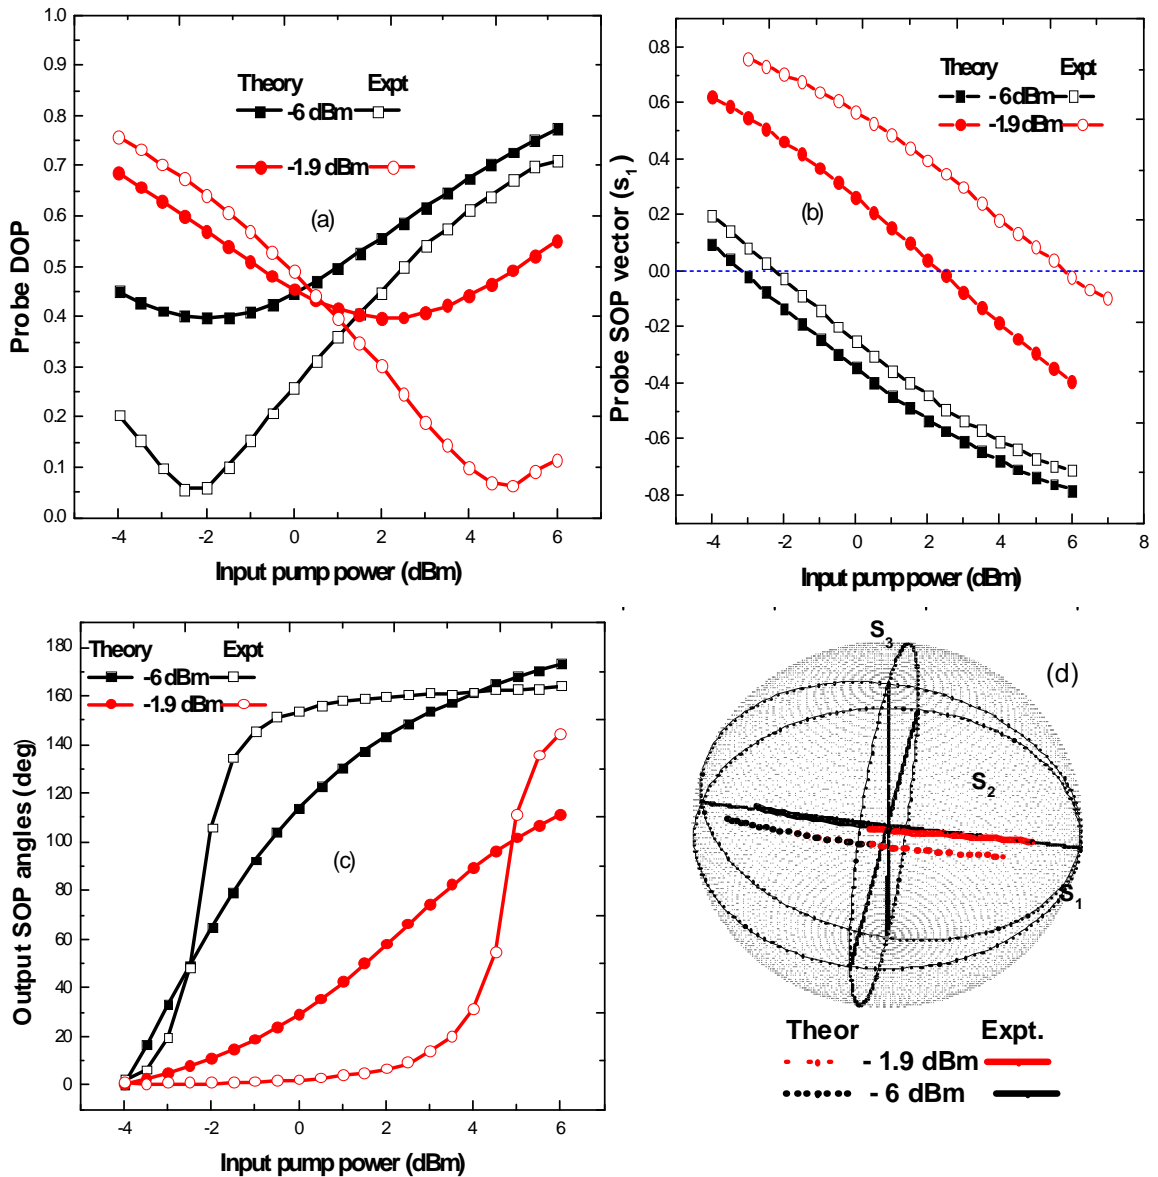 1.0
0.9
0.8
0.7
0.6
0.5
0.4
0.3
0.2
0.1
0.0
Probe DOP
Theory Expt
-6 dBm
-1.9 dBm
(a)
-4 -2 0 2 4 6
Input pump power (dBm)
0.8
0.6
0.4
0.2
0.0
-0.2
-0.4
-0.6
-0.8
Probe SOP vector (s1)
Theory Expt
- 6 dBm
-1.9 dBm
(b)
-4 -2 0 2 4 6 8
Input pump power (dBm)
180
160
140
120
100
80
60
40
20
0
Output SOP angles (deg)
Theory Expt
-6 dBm
-1.9 dBm
(c)
-4 -2 0 2 4 6
Input pump power (dBm)
S3
(d)
S2
S1
Theor Expt.
- 1.9 dBm
- 6 dBm